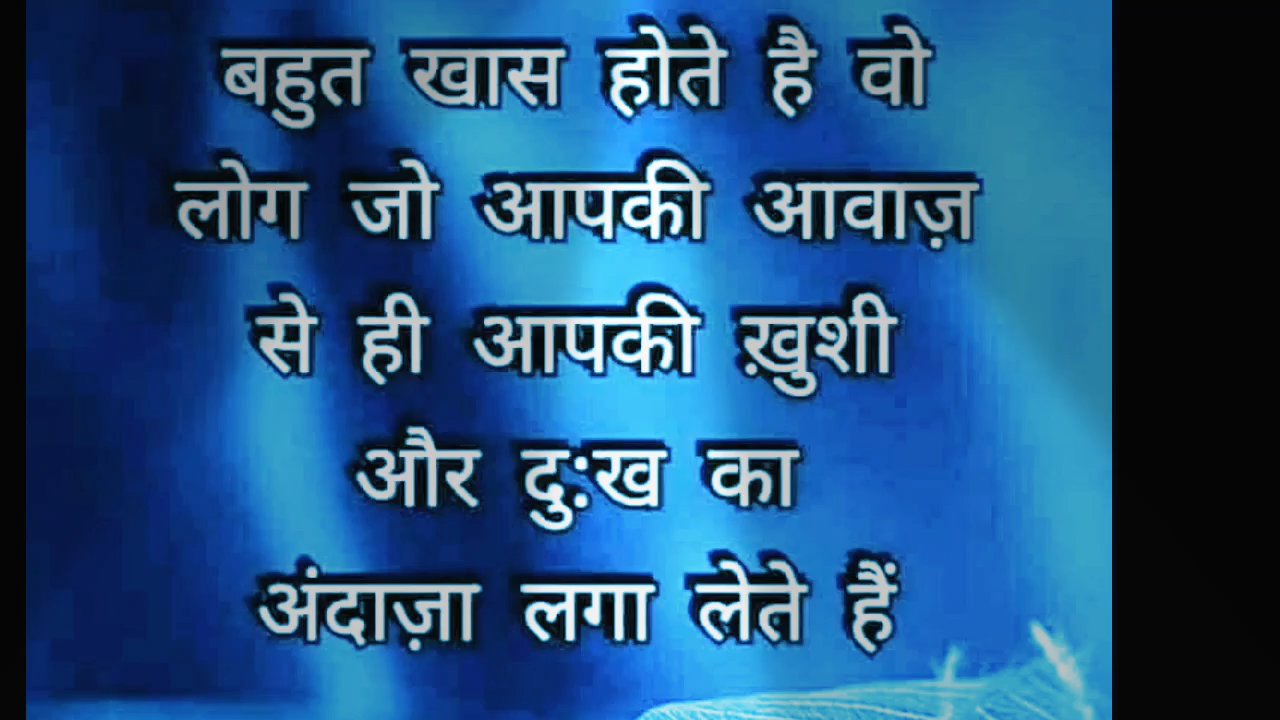 बहुत खास होते है वो
लोग जो आपकी आवाज़
से ही आपकी ख़ुशी
और दुःख का
अंदाज़ा लगा लेते हैं